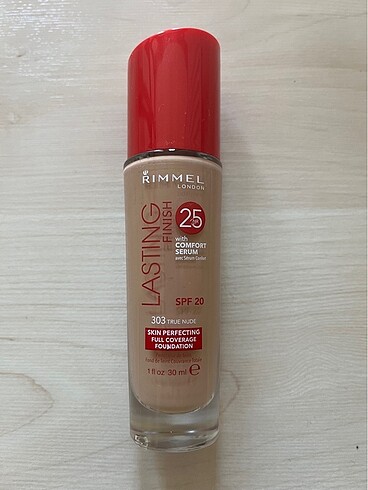 RIMMEL
LONDON
LASTING
FINISH
25
with
COMFORT
SERUM
avec Sérum Confort
SPF 20
303 TRUE NUDE
SKIN PERFECTING
FULL COVERAGE
FOUNDATION
1 fl oz 30 ml e